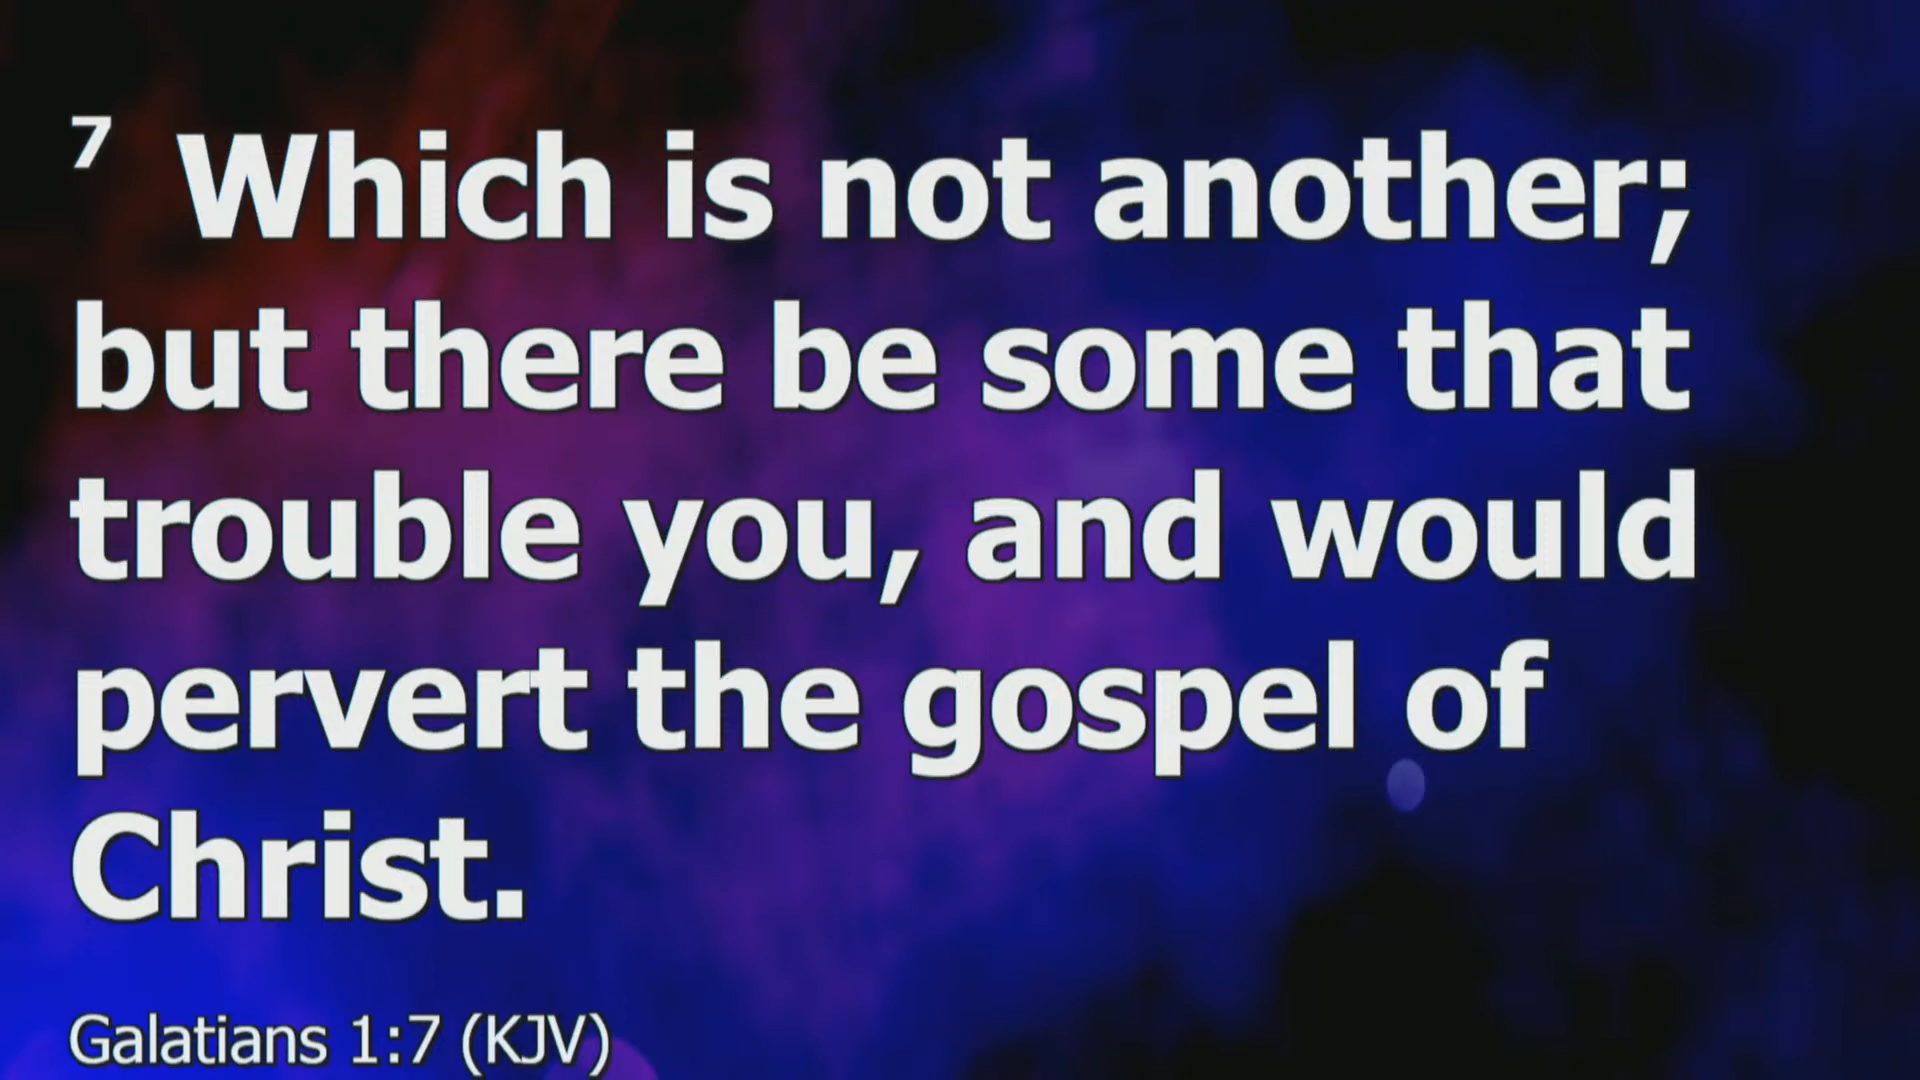 7 Which is not another;
but there be some that
trouble you, and would
pervert the gospel of
Christ.
Galatians 1:7 (KJV)